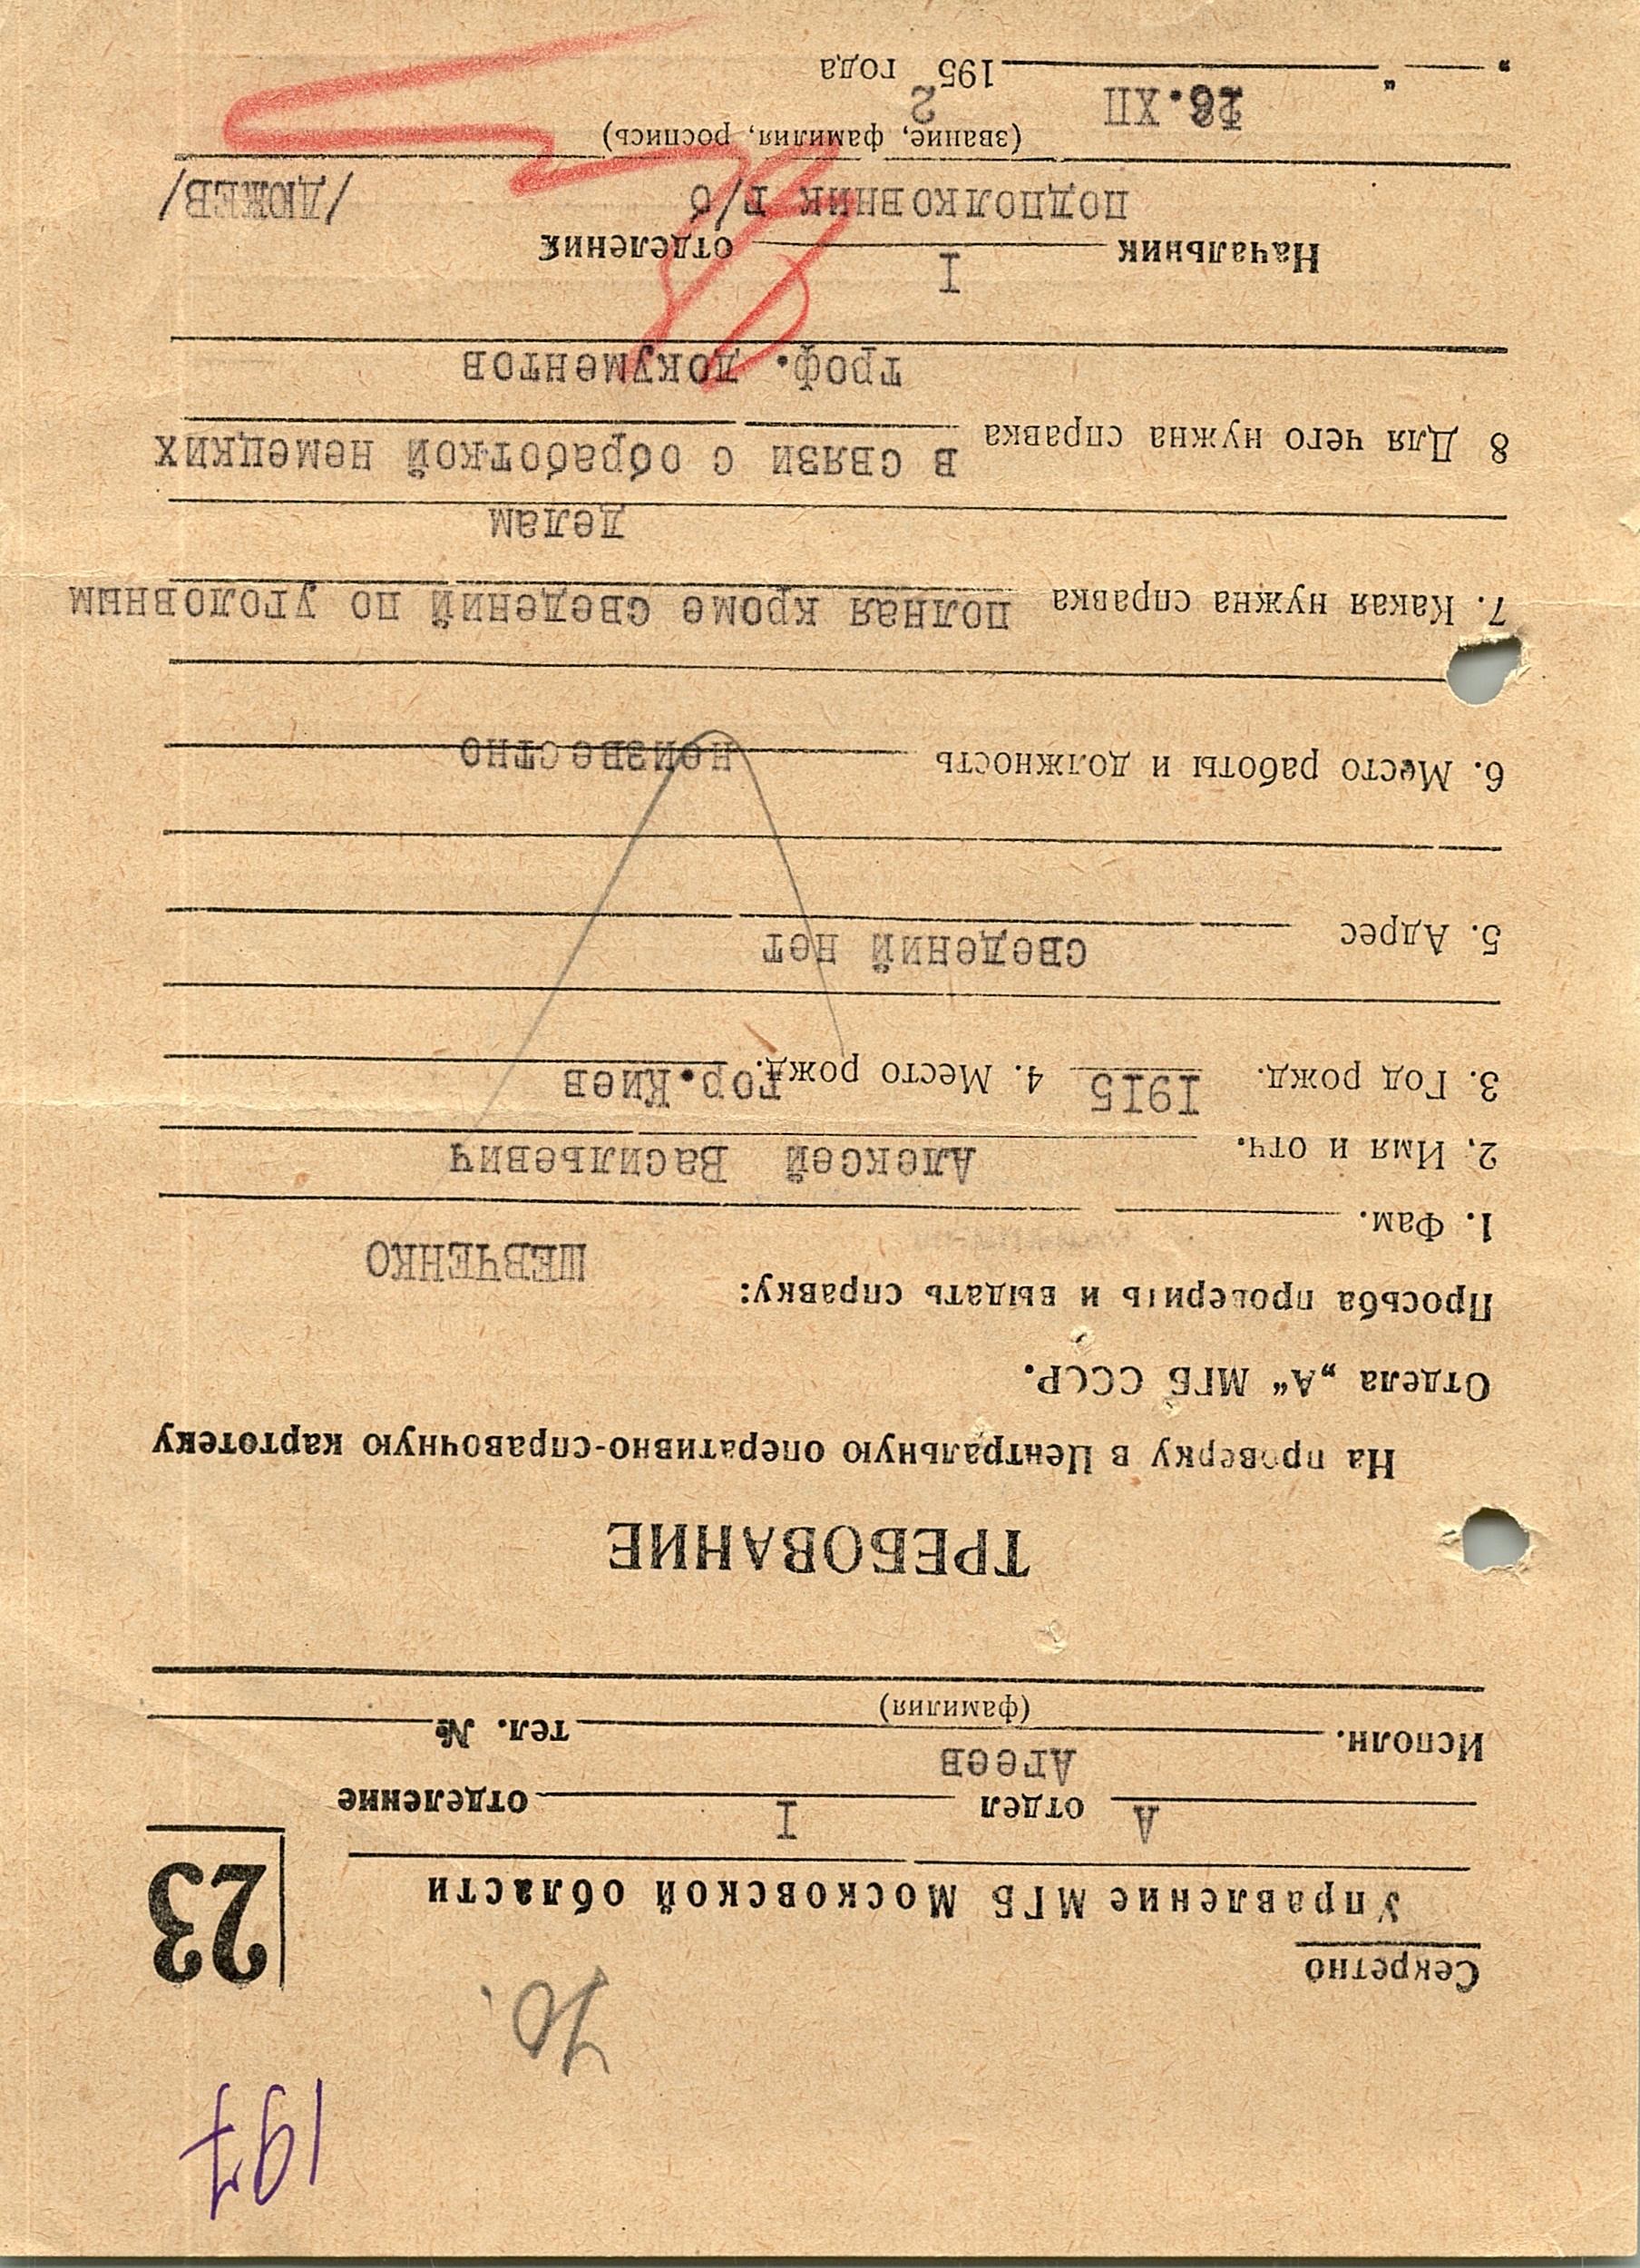 197
70.
Секретно
23
Управление МГБ Московской области
А отдел I отделение
Агеев
Исполн. тел. №
(фамилия)
ТРЕБОВАНИЕ
На проверку в Центральную оперативно-справочную картотеку
Отдела „А“ МГБ СССР.
Просьба проверить и выдать справку:
ШЕВЧЕНКО
1. Фам.
Алексей Васильевич
2. Имя и отч.
3. Год рожд. 1915 4. Место рожд. гор.Киев
сведений нет
5. Адрес
6. Место работы и должность неизвестно
7. Какая нужна справка полная кроме сведений по уголовным
делам
8 Для чего нужна справка в связи с обработкой немецких
троф. документов
I
Начальник отделения
подполковник г/б /ДЮЖЕВ/
(звание, фамилия, роспись)
XII 2
„ “ 195 года